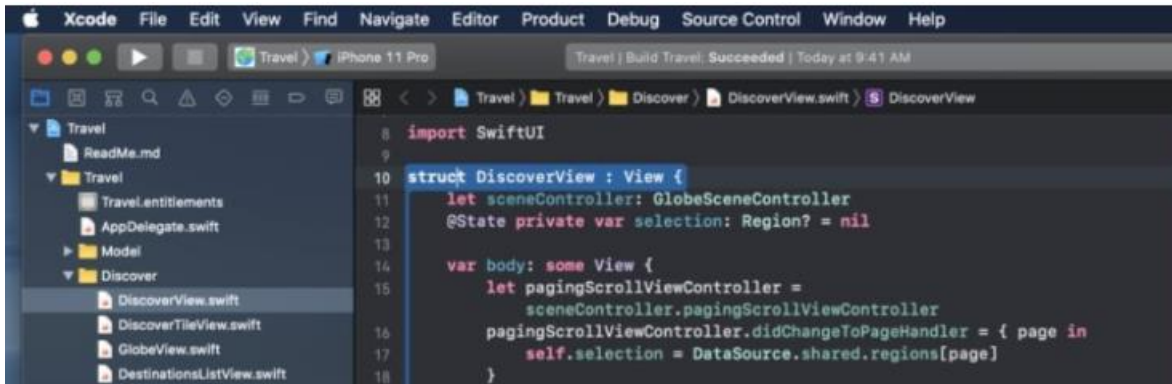 Xcode File Edit View Find Navigate Editor Product Debug Source Control Window Help
Travel 〉 iPhone 11 Pro
Travel | Build Travel: Succeeded | Today at 9:41 AM
Travel 〉 Travel 〉 Discover 〉 DiscoverView.swift 〉 S DiscoverView
Travel
ReadMe.md
Travel
Travel.entitlements
AppDelegate.swift
Model
Discover
DiscoverView.swift
DiscoverTileView.swift
GlobeView.swift
DestinationsListView.swift
8 import SwiftUI
9
10 struct DiscoverView : View {
11 let sceneController: GlobeSceneController
12 @State private var selection: Region? = nil
13
14 var body: some View {
15 let pagingScrollViewController =
sceneController.pagingScrollViewController
16 pagingScrollViewController.didChangeToPageHandler = { page in
17 self.selection = DataSource.shared.regions[page]
18 }